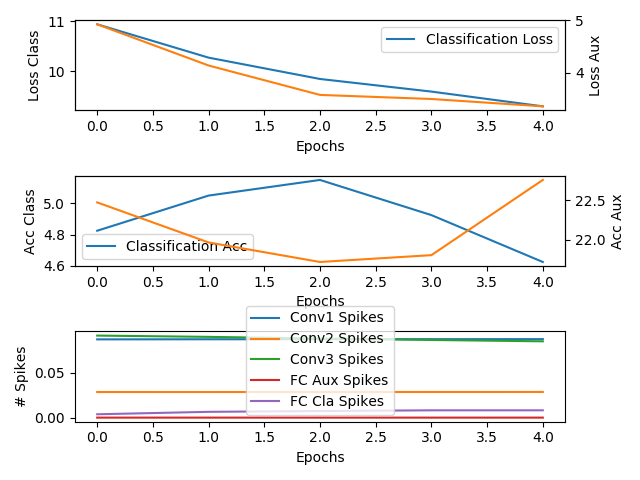 11
10
Loss Class
Classification Loss
5
4
Loss Aux
0.0 0.5 1.0 1.5 2.0 2.5 3.0 3.5 4.0
Epochs
5.0
4.8
4.6
Acc Class
Classification Acc
22.5
22.0
Acc Aux
0.0 0.5 1.0 1.5 2.0 2.5 3.0 3.5 4.0
Epochs
Conv1 Spikes
Conv2 Spikes
Conv3 Spikes
FC Aux Spikes
FC Cla Spikes
0.05
0.00
# Spikes
0.0 0.5 1.0 1.5 2.0 2.5 3.0 3.5 4.0
Epochs